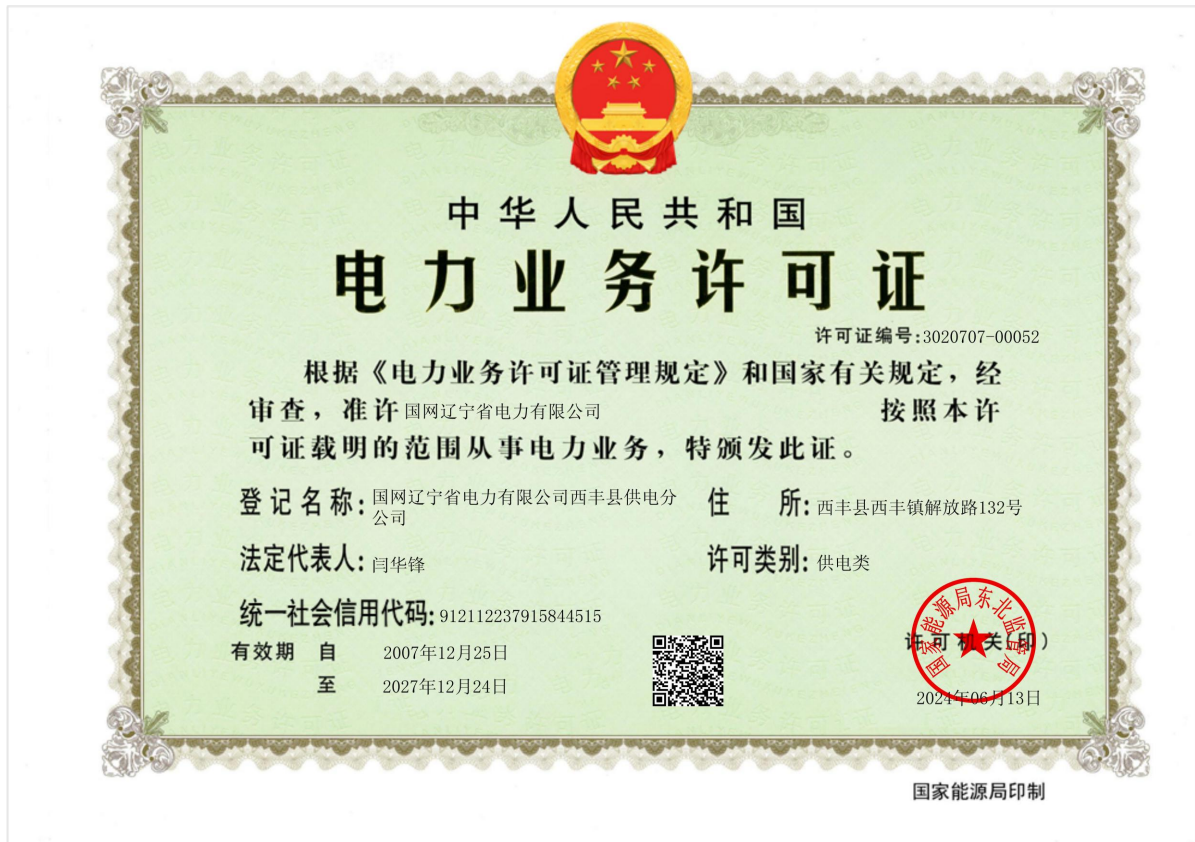 中华人民共和国
电力业务许可证
许可证编号:3020707-00052
根据《电力业务许可证管理规定》和国家有关规定，经
审查，准许 国网辽宁省电力有限公司 按照本许
可证载明的范围从事电力业务，特颁发此证。
登记名称: 国网辽宁省电力有限公司西丰县供电分
公司
住 所: 西丰县西丰镇解放路132号
法定代表人: 闫华锋
许可类别: 供电类
统一社会信用代码: 912112237915844515
有效期 自 2007年12月25日
至 2027年12月24日
许可机关(印)
国家能源局东北监管局
2024年06月13日
国家能源局印制